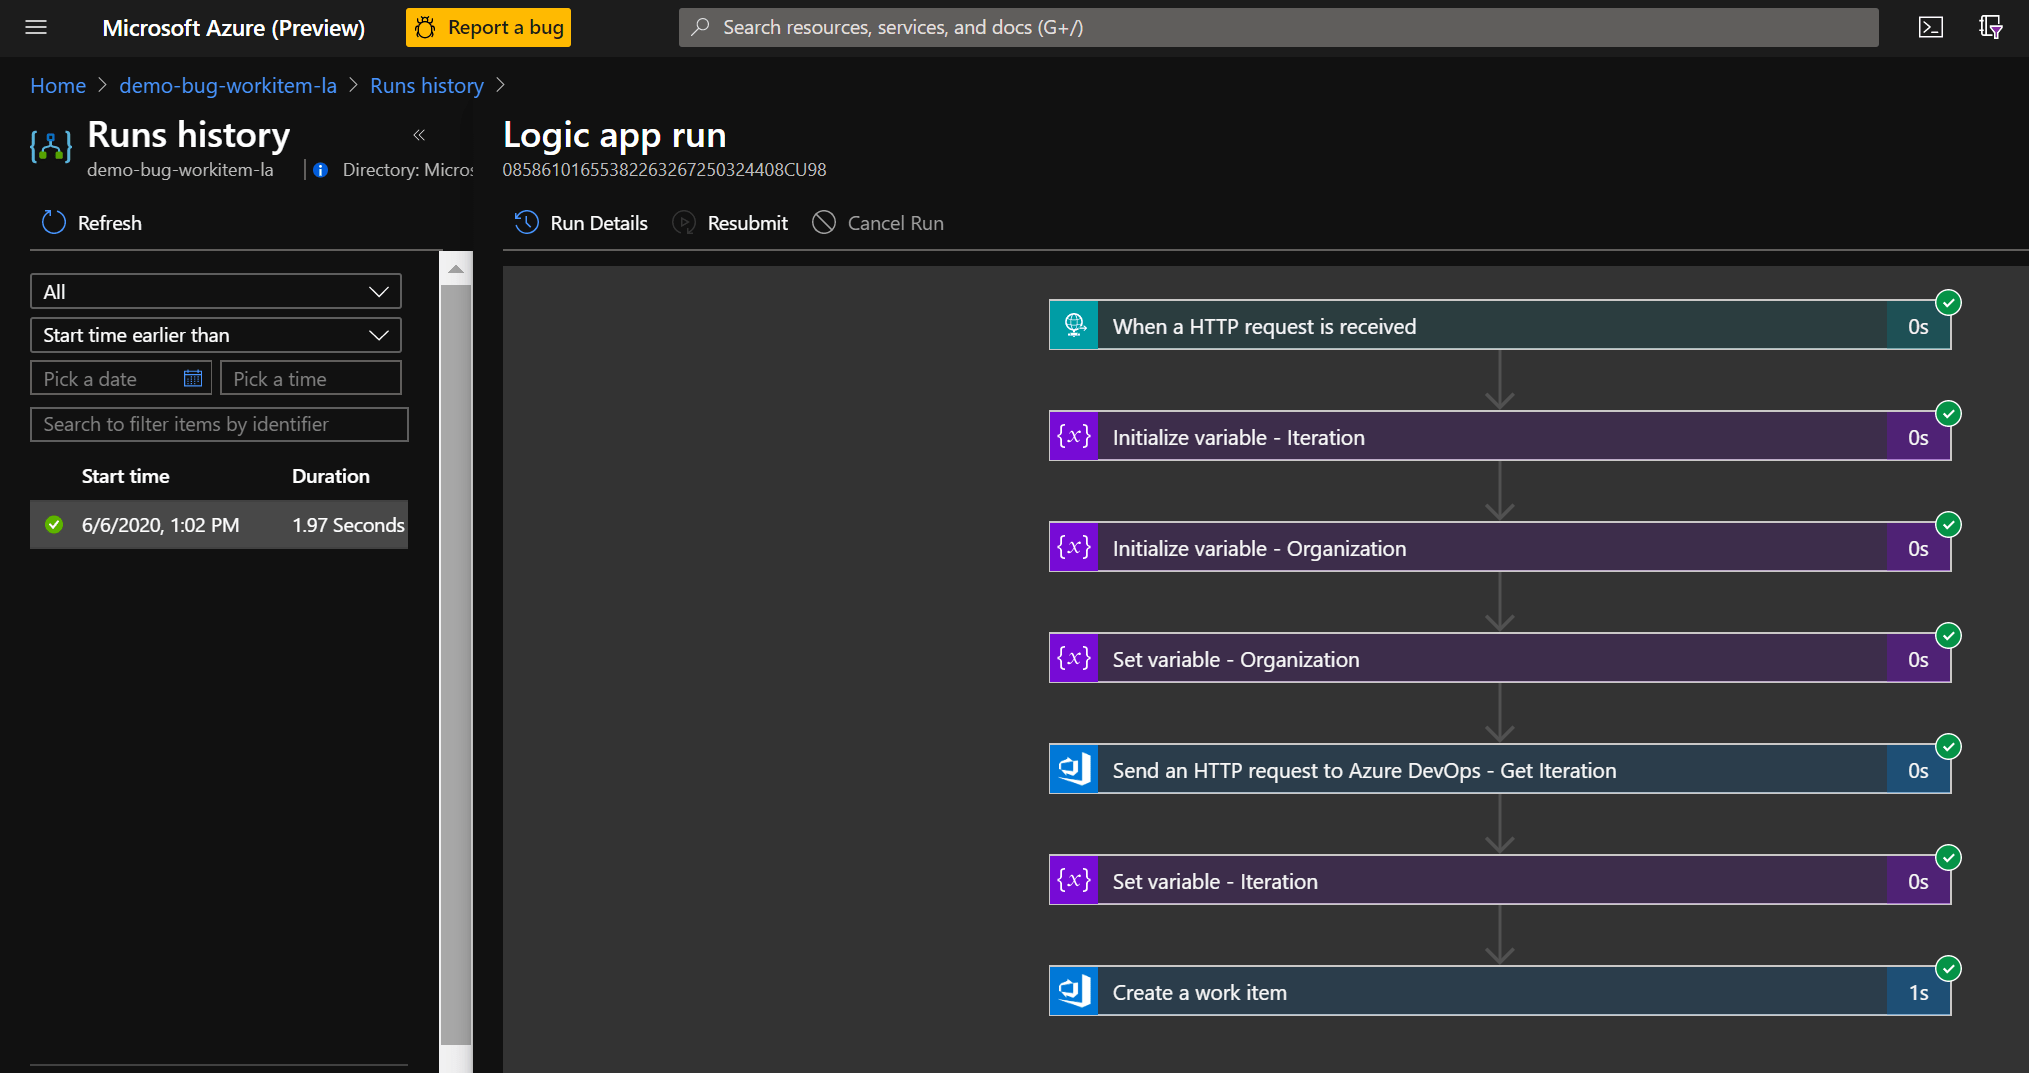 Microsoft Azure (Preview)
Report a bug
Search resources, services, and docs (G+/)
Home > demo-bug-workitem-la > Runs history >
Runs history
demo-bug-workitem-la
Directory: Micros
Refresh
All
Start time earlier than
Pick a date
Pick a time
Search to filter items by identifier
Start time Duration
6/6/2020, 1:02 PM 1.97 Seconds
Logic app run
08586101655382263267250324408CU98
Run Details
Resubmit
Cancel Run
When a HTTP request is received 0s
{x} Initialize variable - Iteration 0s
{x} Initialize variable - Organization 0s
{x} Set variable - Organization 0s
Send an HTTP request to Azure DevOps - Get Iteration 0s
{x} Set variable - Iteration 0s
Create a work item 1s